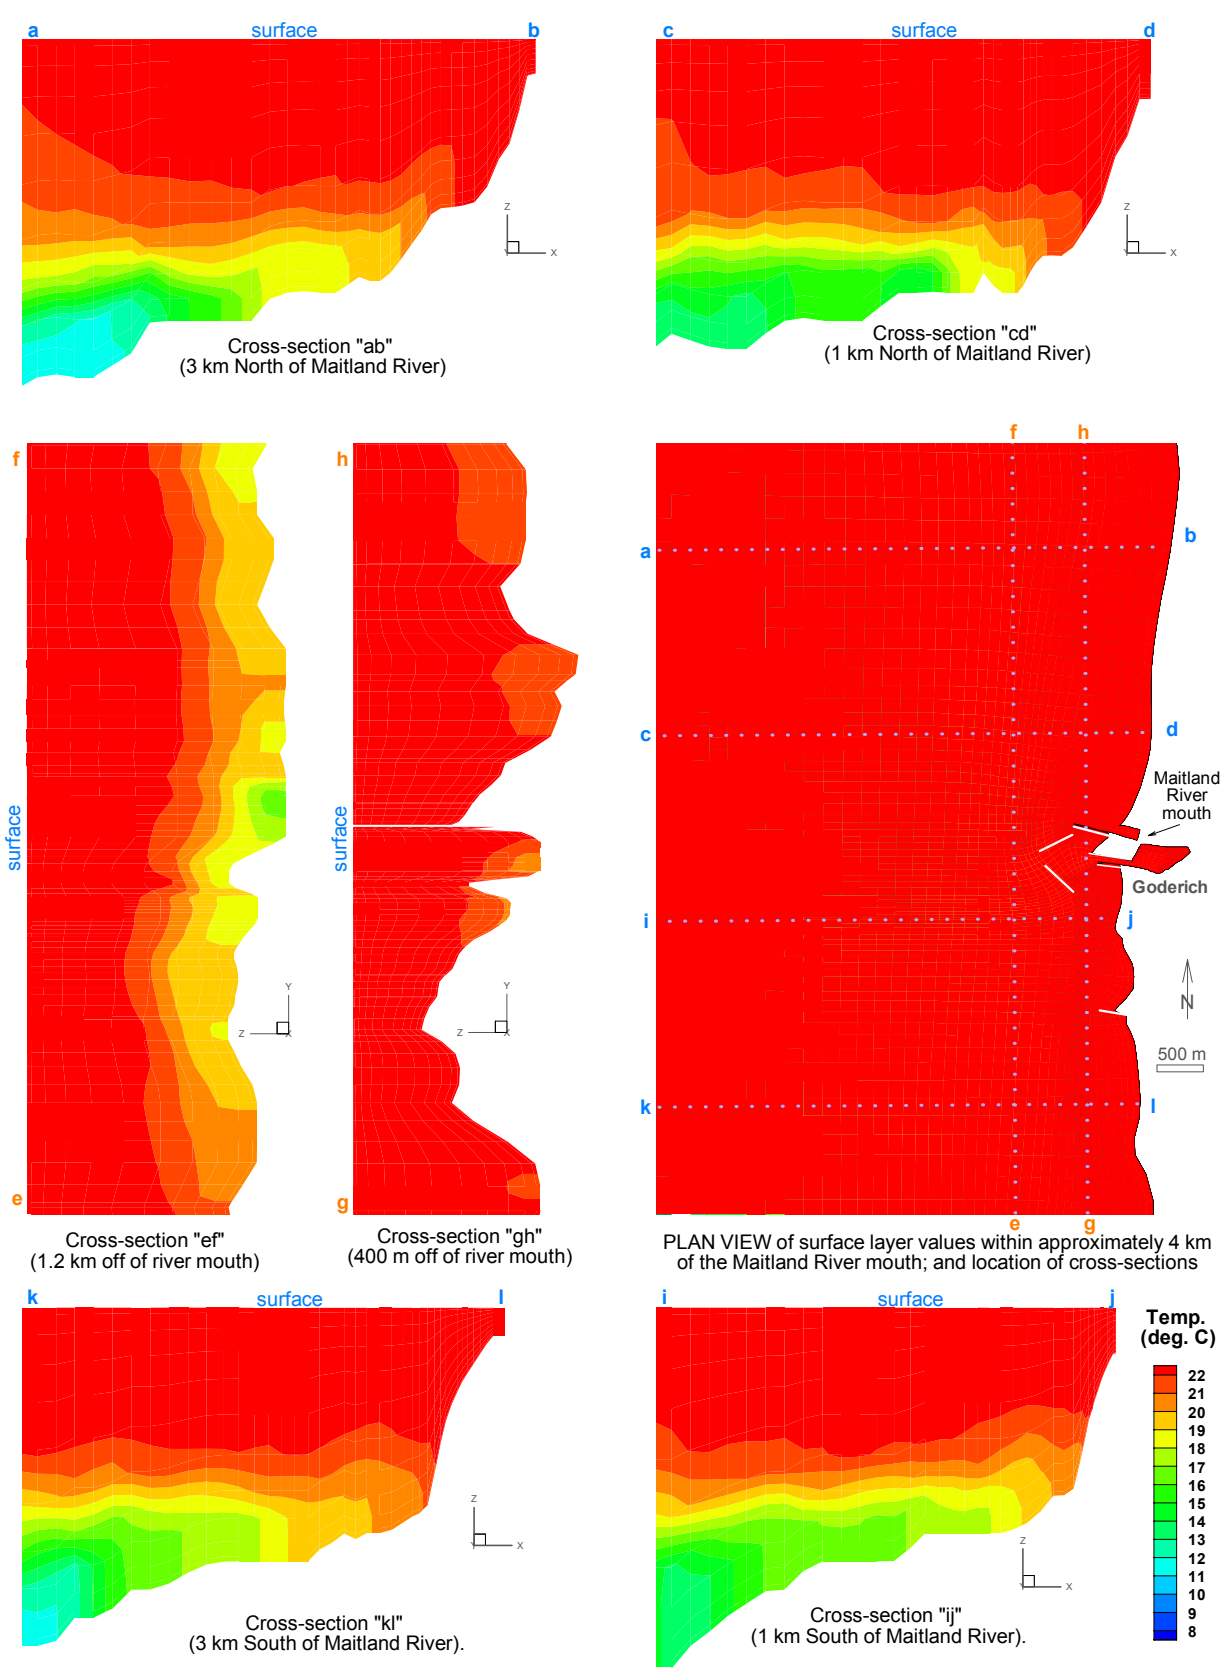 a surface b
c surface d
Z
X
Y
Z
X
Y
Cross-section "ab"
(3 km North of Maitland River)
Cross-section "cd"
(1 km North of Maitland River)
f
h
f
h
a
b
c
d
Maitland
River
mouth
surface
surface
Goderich
i
j
Y
Z
X
Y
Z
X
N
500 m
k
l
e
g
e
g
Cross-section "ef"
(1.2 km off of river mouth)
Cross-section "gh"
(400 m off of river mouth)
PLAN VIEW of surface layer values within approximately 4 km
of the Maitland River mouth; and location of cross-sections
k surface l
i surface j
Temp.
(deg. C)
22
21
20
19
18
17
16
15
14
13
12
11
10
9
8
Z
X
Y
Z
X
Y
Cross-section "kl"
(3 km South of Maitland River).
Cross-section "ij"
(1 km South of Maitland River).